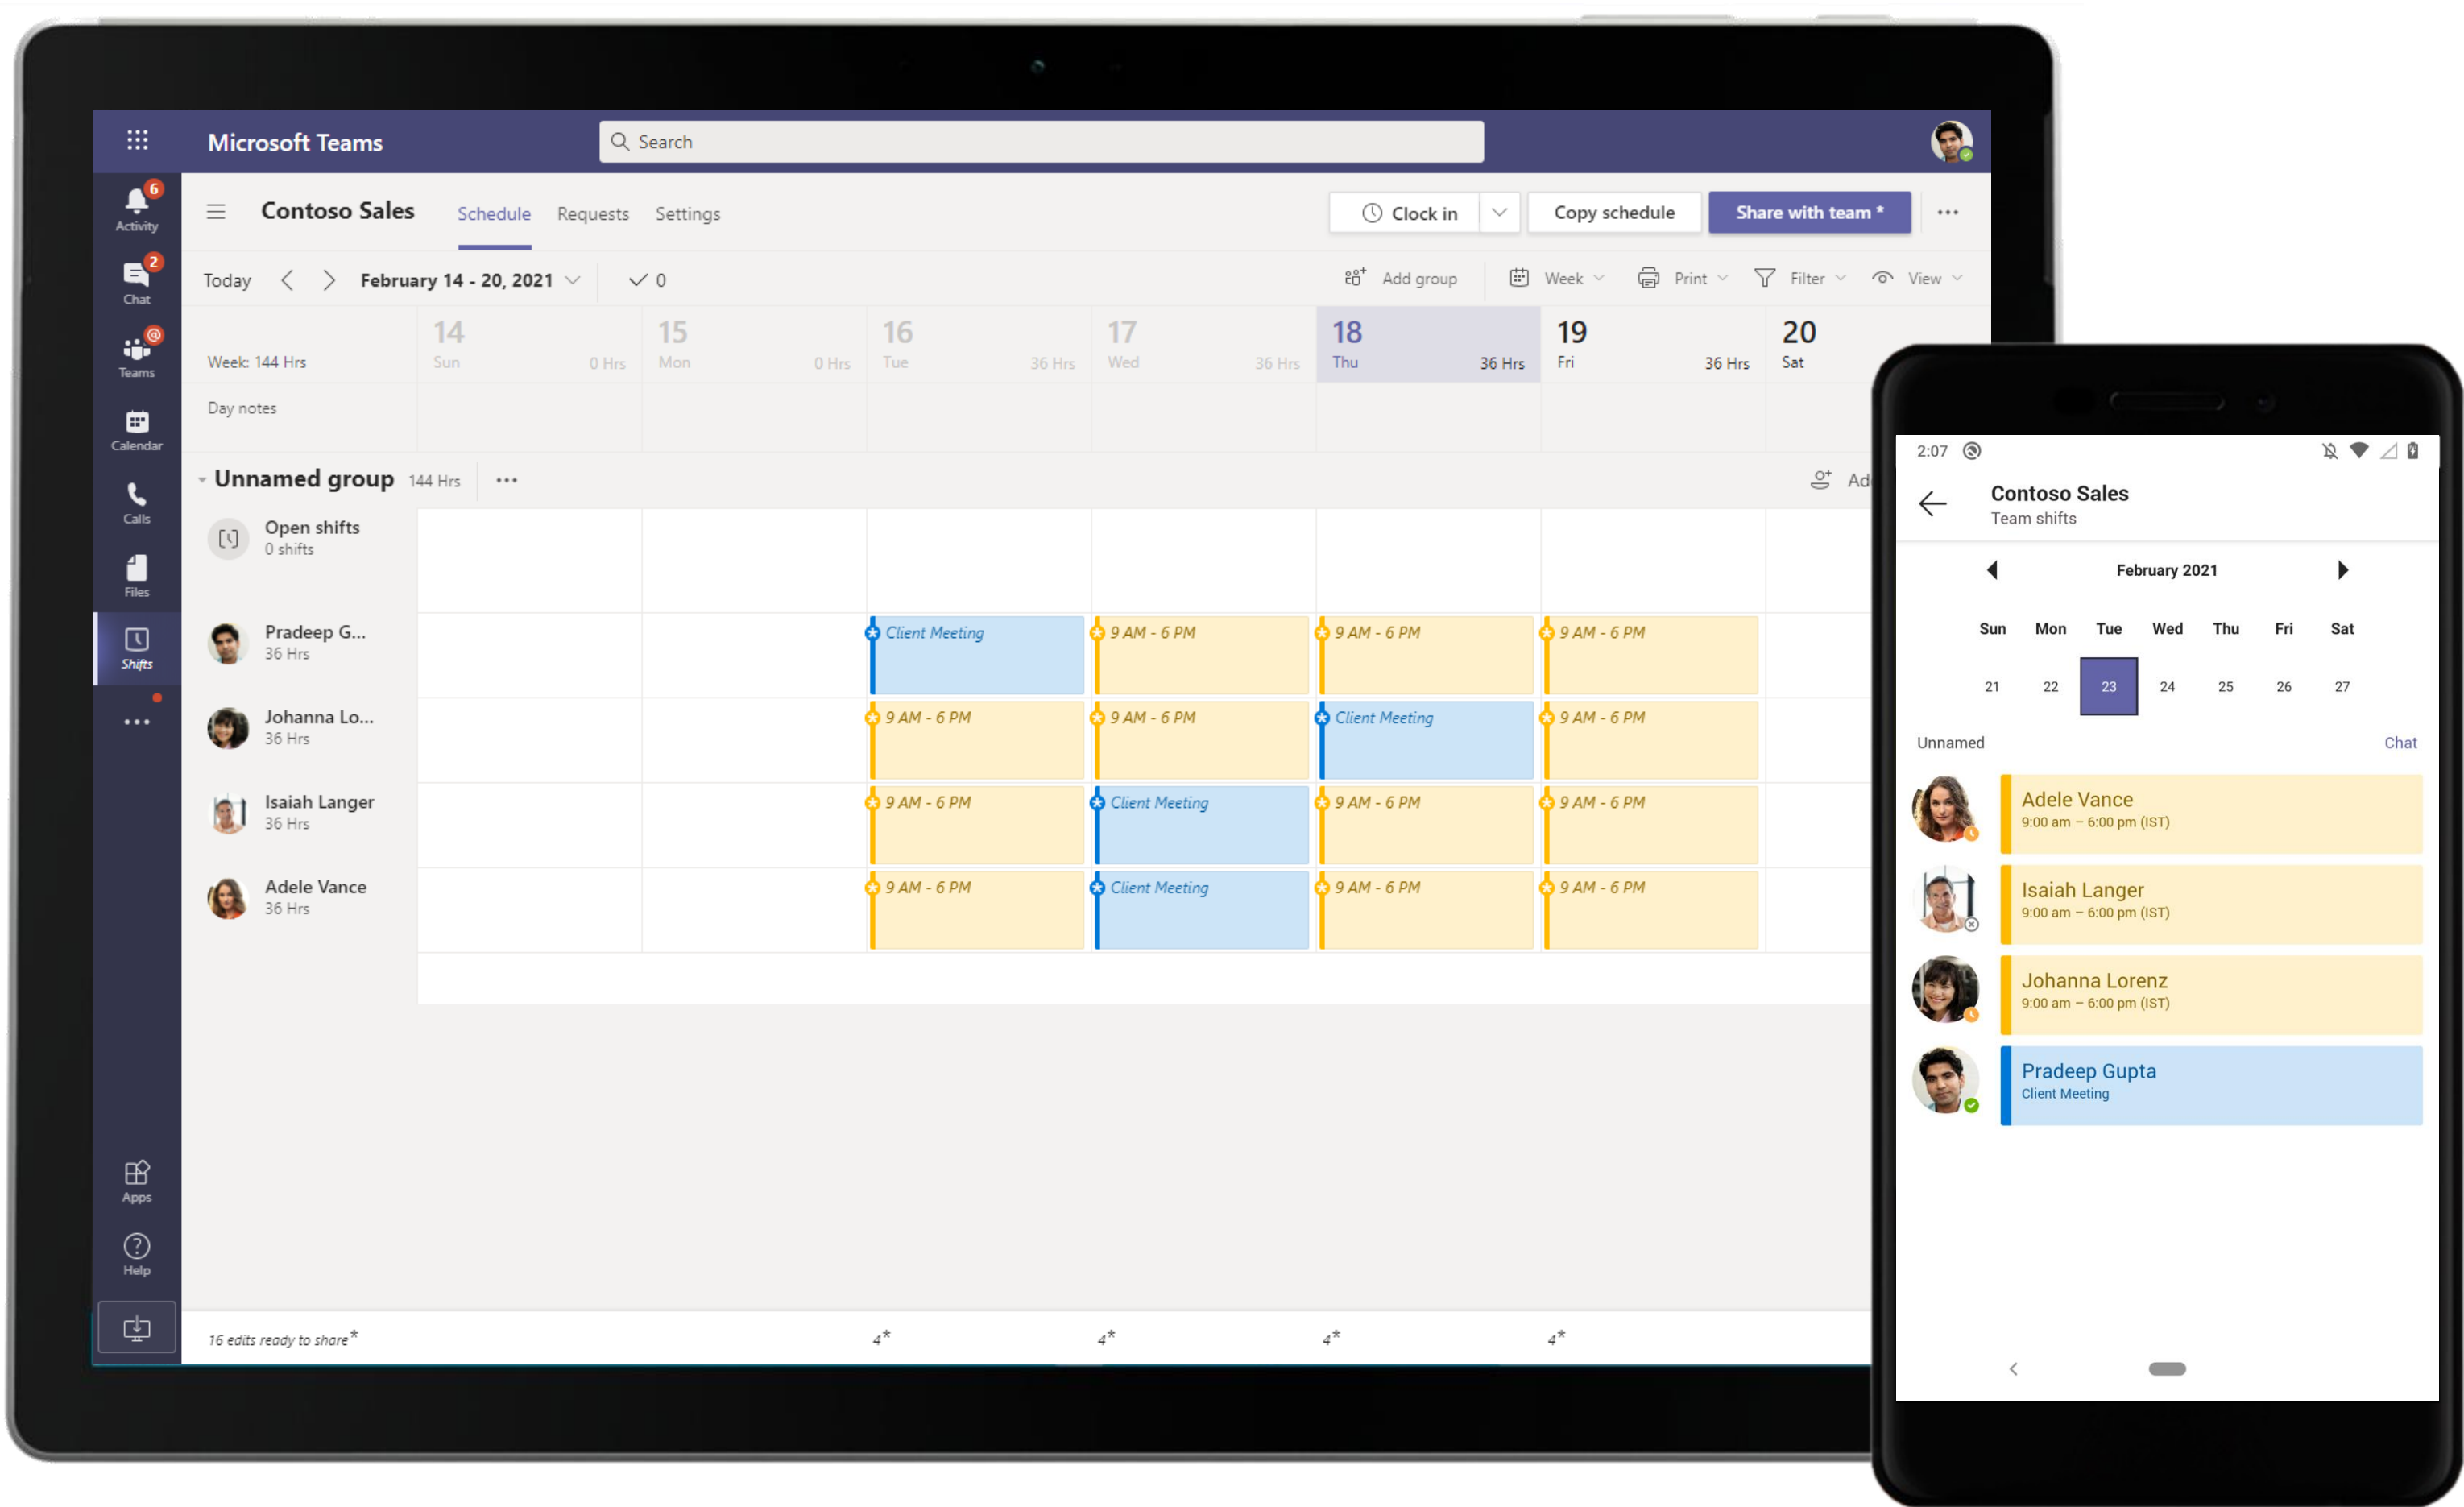 Microsoft Teams
Search
6
Activity
2
Chat
@
Teams
Calendar
Calls
Files
Shifts
Apps
Help
Contoso Sales Schedule Requests Settings
Clock in Copy schedule Share with team *
Today February 14 - 20, 2021 0
Add group Week Print Filter View
14 15 16 17 18 19 20
Week: 144 Hrs Sun 0 Hrs Mon 0 Hrs Tue 36 Hrs Wed 36 Hrs Thu 36 Hrs Fri 36 Hrs Sat
Day notes
Unnamed group 144 Hrs
Open shifts
0 shifts
Pradeep G... Client Meeting 9 AM - 6 PM 9 AM - 6 PM 9 AM - 6 PM
36 Hrs
Johanna Lo... 9 AM - 6 PM 9 AM - 6 PM Client Meeting 9 AM - 6 PM
36 Hrs
Isaiah Langer 9 AM - 6 PM Client Meeting 9 AM - 6 PM 9 AM - 6 PM
36 Hrs
Adele Vance 9 AM - 6 PM Client Meeting 9 AM - 6 PM 9 AM - 6 PM
36 Hrs
16 edits ready to share* 4* 4* 4* 4*
2:07
Contoso Sales
Team shifts
February 2021
Sun Mon Tue Wed Thu Fri Sat
21 22 23 24 25 26 27
Unnamed Chat
Adele Vance
9:00 am – 6:00 pm (IST)
Isaiah Langer
9:00 am – 6:00 pm (IST)
Johanna Lorenz
9:00 am – 6:00 pm (IST)
Pradeep Gupta
Client Meeting